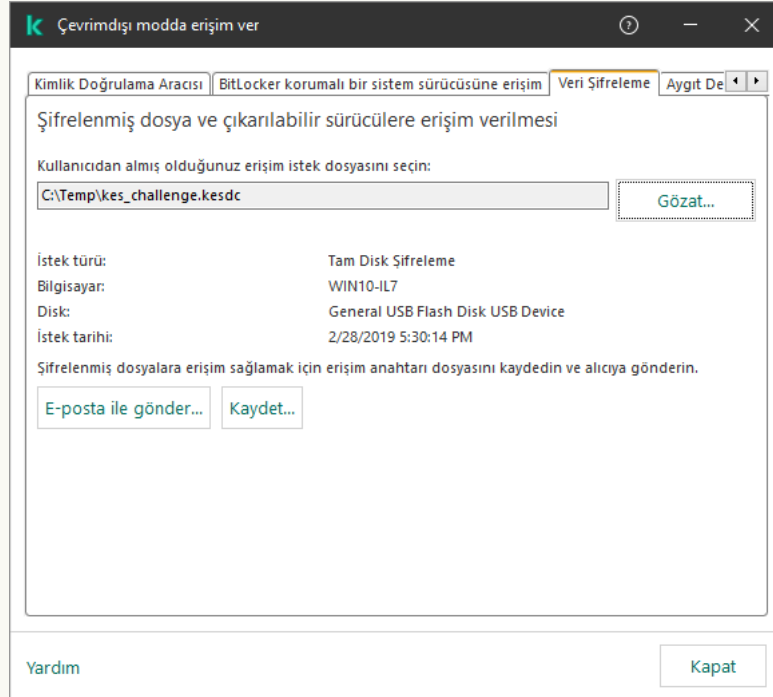 Çevrimdışı modda erişim ver
Kimlik Doğrulama Aracısı BitLocker korumalı bir sistem sürücüsüne erişim Veri Şifreleme Aygıt De
Şifrelenmiş dosya ve çıkarılabilir sürücülere erişim verilmesi
Kullanıcıdan almış olduğunuz erişim istek dosyasını seçin:
C:\Temp\kes_challenge.kesdc Gözat...
İstek türü: Tam Disk Şifreleme
Bilgisayar: WIN10-IL7
Disk: General USB Flash Disk USB Device
İstek tarihi: 2/28/2019 5:30:14 PM
Şifrelenmiş dosyalara erişim sağlamak için erişim anahtarı dosyasını kaydedin ve alıcıya gönderin.
E-posta ile gönder... Kaydet...
Yardım Kapat